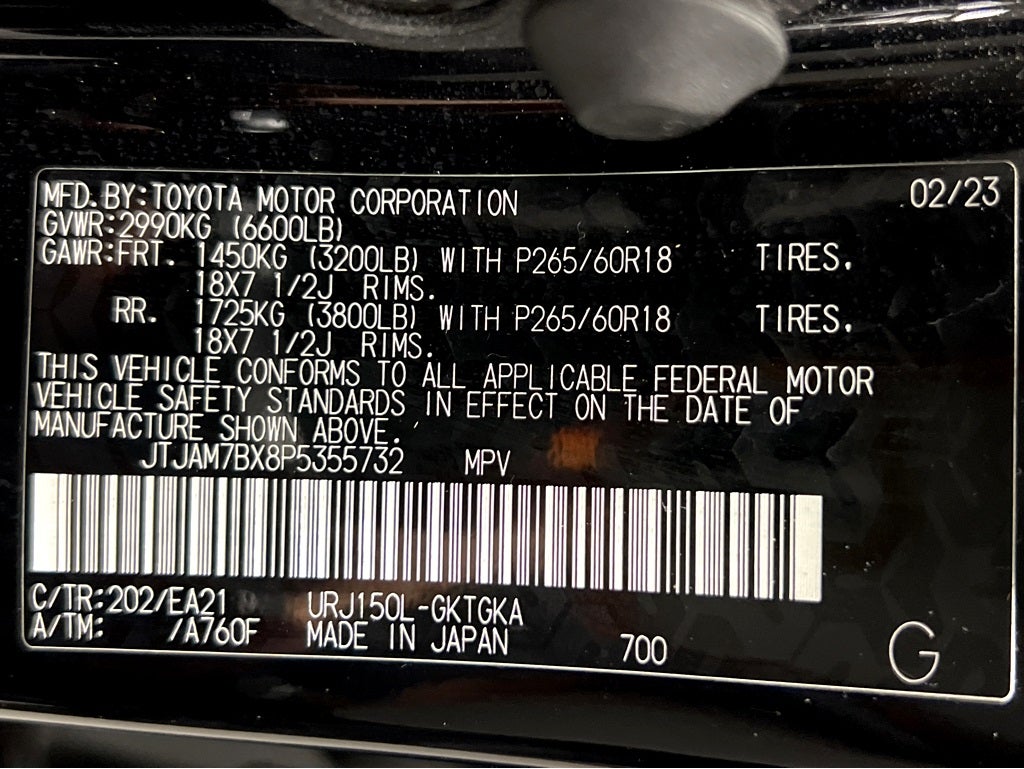 MFD.BY:TOYOTA MOTOR CORPORATION 02/23
GVWR:2990KG (6600LB)
GAWR:FRT. 1450KG (3200LB) WITH P265/60R18 TIRES.
18X7 1/2J RIMS.
RR. 1725KG (3800LB) WITH P265/60R18 TIRES.
18X7 1/2J RIMS.
THIS VEHICLE CONFORMS TO ALL APPLICABLE FEDERAL MOTOR
VEHICLE SAFETY STANDARDS IN EFFECT ON THE DATE OF
MANUFACTURE SHOWN ABOVE.
JTJAM7BX8P5355732 MPV
C/TR:202/EA21 URJ150L-GKTGKA
A/TM: /A760F MADE IN JAPAN 700 G